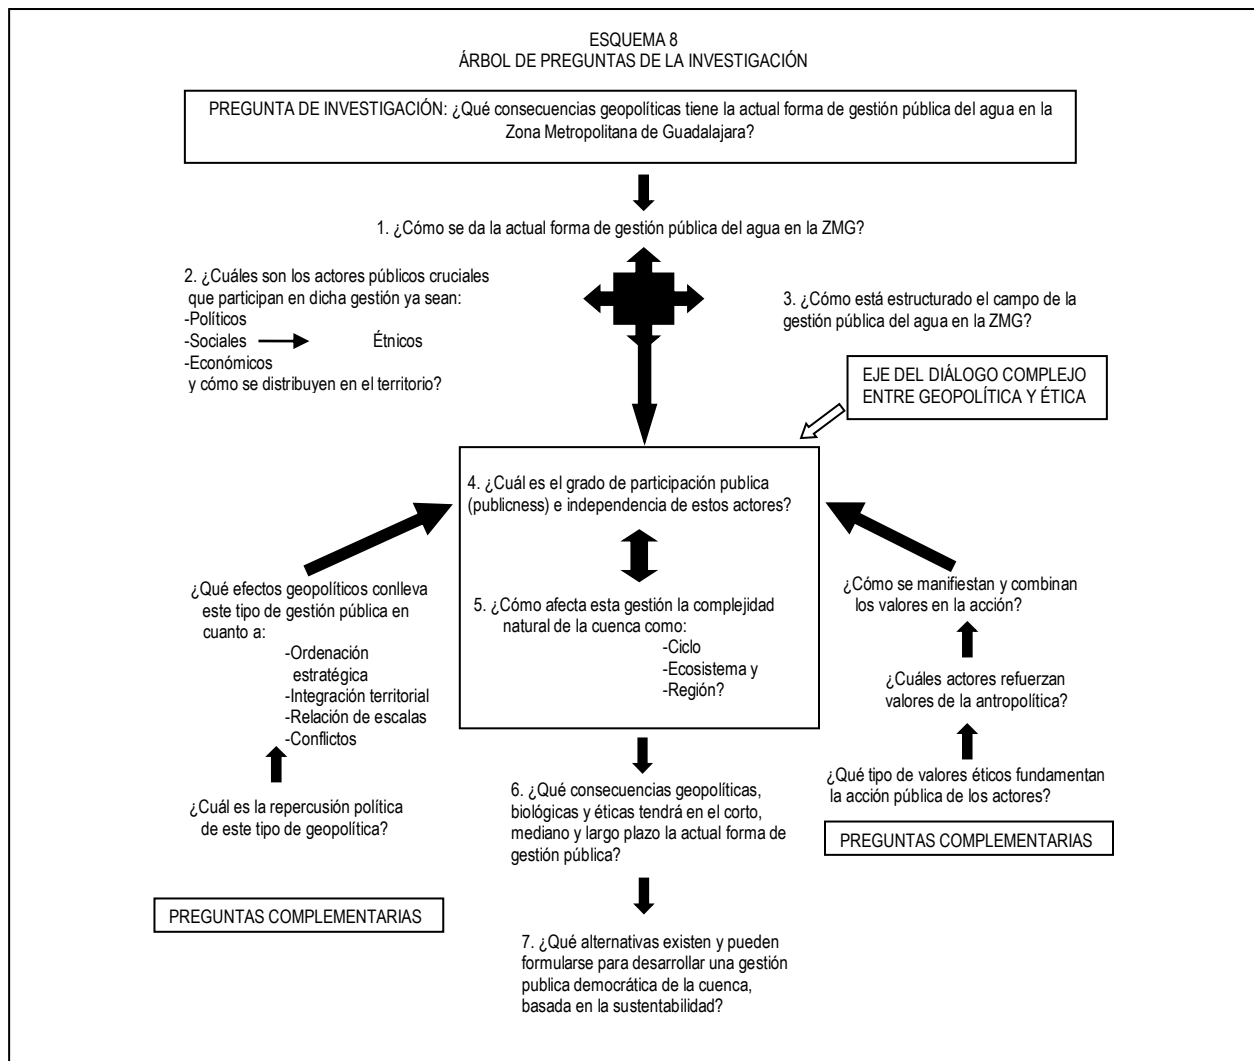 ESQUEMA 8
ÁRBOL DE PREGUNTAS DE LA INVESTIGACIÓN
PREGUNTA DE INVESTIGACIÓN: ¿Qué consecuencias geopolíticas tiene la actual forma de gestión pública del agua en la
Zona Metropolitana de Guadalajara?
1. ¿Cómo se da la actual forma de gestión pública del agua en la ZMG?
2. ¿Cuáles son los actores públicos cruciales
que participan en dicha gestión ya sean:
-Políticos
-Sociales Étnicos
-Económicos
y cómo se distribuyen en el territorio?
3. ¿Cómo está estructurado el campo de la
gestión pública del agua en la ZMG?
EJE DEL DIÁLOGO COMPLEJO
ENTRE GEOPOLÍTICA Y ÉTICA
4. ¿Cuál es el grado de participación publica
(publicness) e independencia de estos actores?
5. ¿Cómo afecta esta gestión la complejidad
natural de la cuenca como:
-Ciclo
-Ecosistema y
-Región?
¿Qué efectos geopolíticos conlleva
este tipo de gestión pública en
cuanto a:
-Ordenación
estratégica
-Integración territorial
-Relación de escalas
-Conflictos
¿Cuál es la repercusión política
de este tipo de geopolítica?
PREGUNTAS COMPLEMENTARIAS
¿Cómo se manifiestan y combinan
los valores en la acción?
¿Cuáles actores refuerzan
valores de la antropolítica?
¿Qué tipo de valores éticos fundamentan
la acción pública de los actores?
PREGUNTAS COMPLEMENTARIAS
6. ¿Qué consecuencias geopolíticas,
biológicas y éticas tendrá en el corto,
mediano y largo plazo la actual forma de
gestión pública?
7. ¿Qué alternativas existen y pueden
formularse para desarrollar una gestión
publica democrática de la cuenca,
basada en la sustentabilidad?